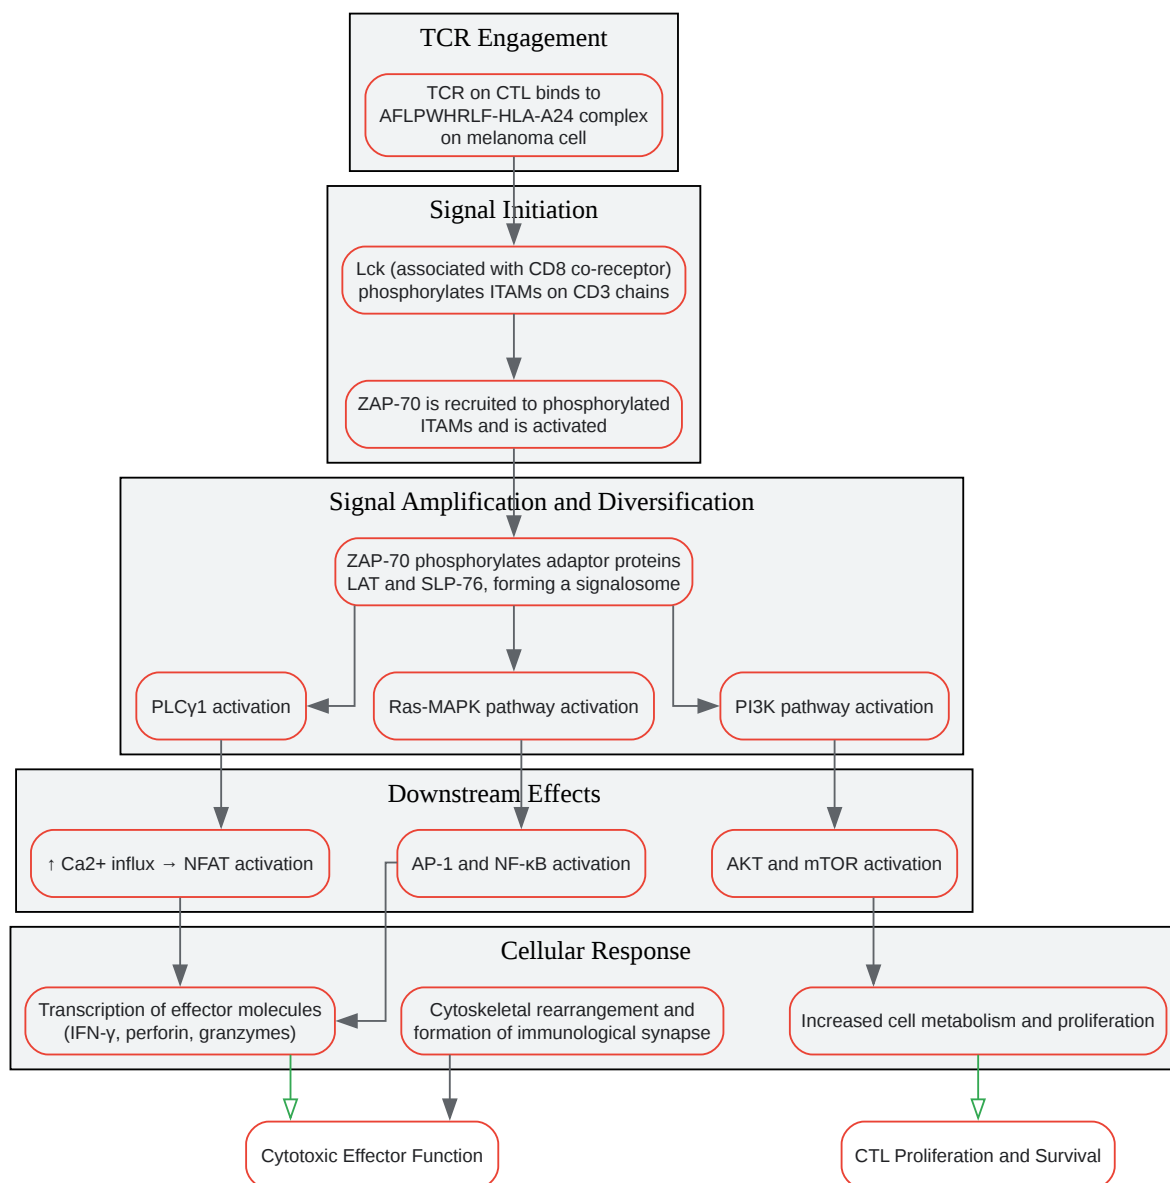 TCR Engagement
TCR on CTL binds to
AFLPWHRLF-HLA-A24 complex
on melanoma cell
Signal Initiation
Lck (associated with CD8 co-receptor)
phosphorylates ITAMs on CD3 chains
ZAP-70 is recruited to phosphorylated
ITAMs and is activated
Signal Amplification and Diversification
ZAP-70 phosphorylates adaptor proteins
LAT and SLP-76, forming a signalosome
PLCγ1 activation
Ras-MAPK pathway activation
PI3K pathway activation
Downstream Effects
↑ Ca2+ influx → NFAT activation
AP-1 and NF-κB activation
AKT and mTOR activation
Cellular Response
Transcription of effector molecules
(IFN-γ, perforin, granzymes)
Cytoskeletal rearrangement and
formation of immunological synapse
Increased cell metabolism and proliferation
Cytotoxic Effector Function
CTL Proliferation and Survival